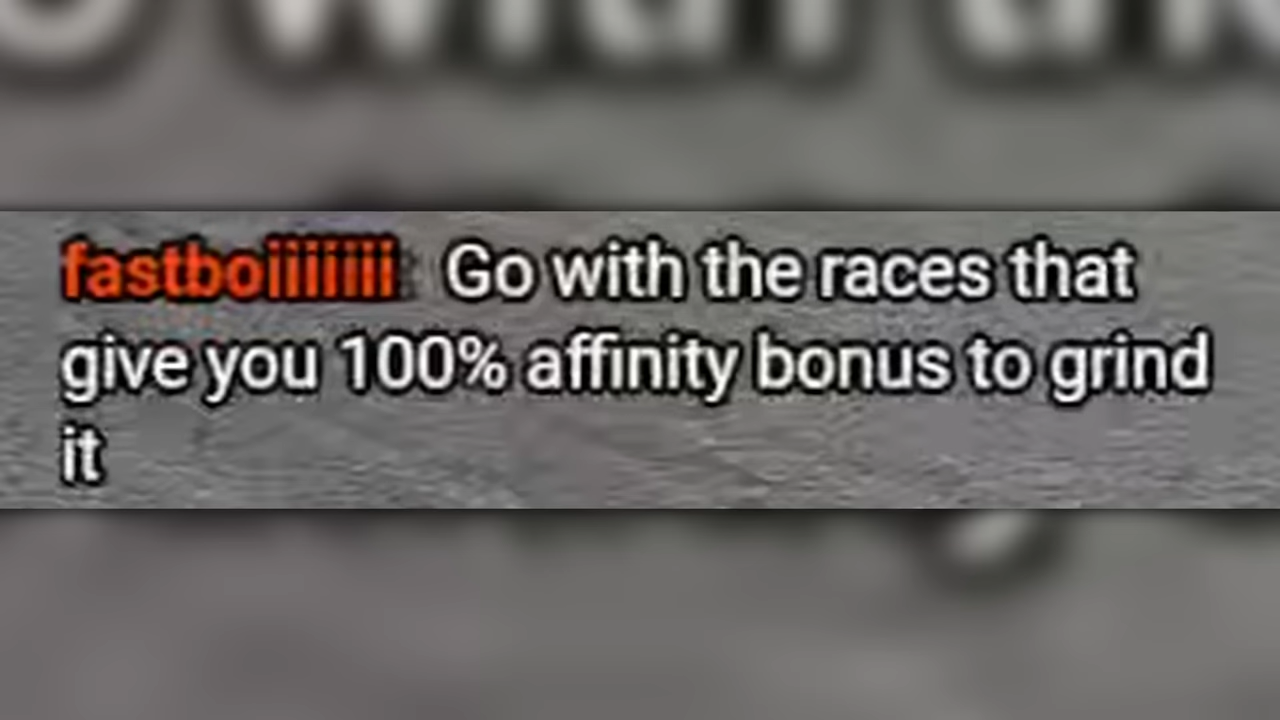 fastboiiiiiii Go with the races that
give you 100% affinity bonus to grind
it